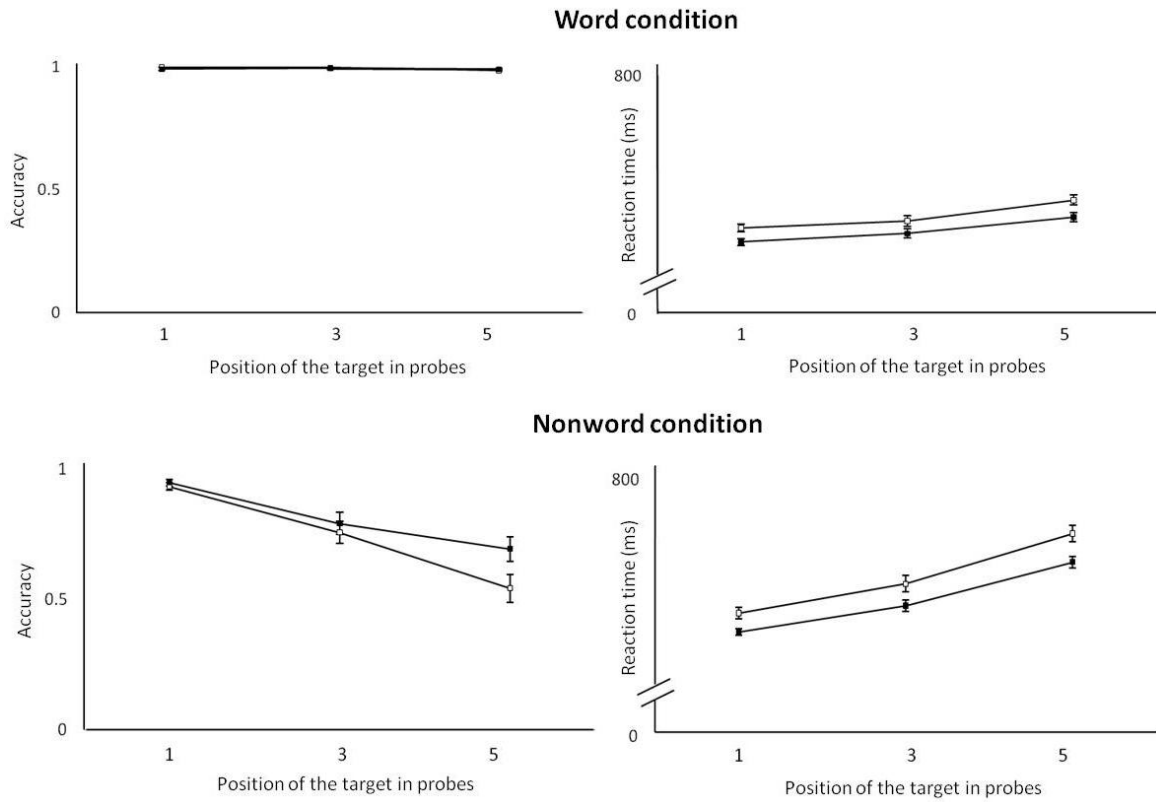 Word condition
1
0.5
0
Accuracy
1 3 5
Position of the target in probes
800
0
Reaction time (ms)
1 3 5
Position of the target in probes
Nonword condition
1
0.5
0
Accuracy
1 3 5
Position of the target in probes
800
0
Reaction time (ms)
1 3 5
Position of the target in probes